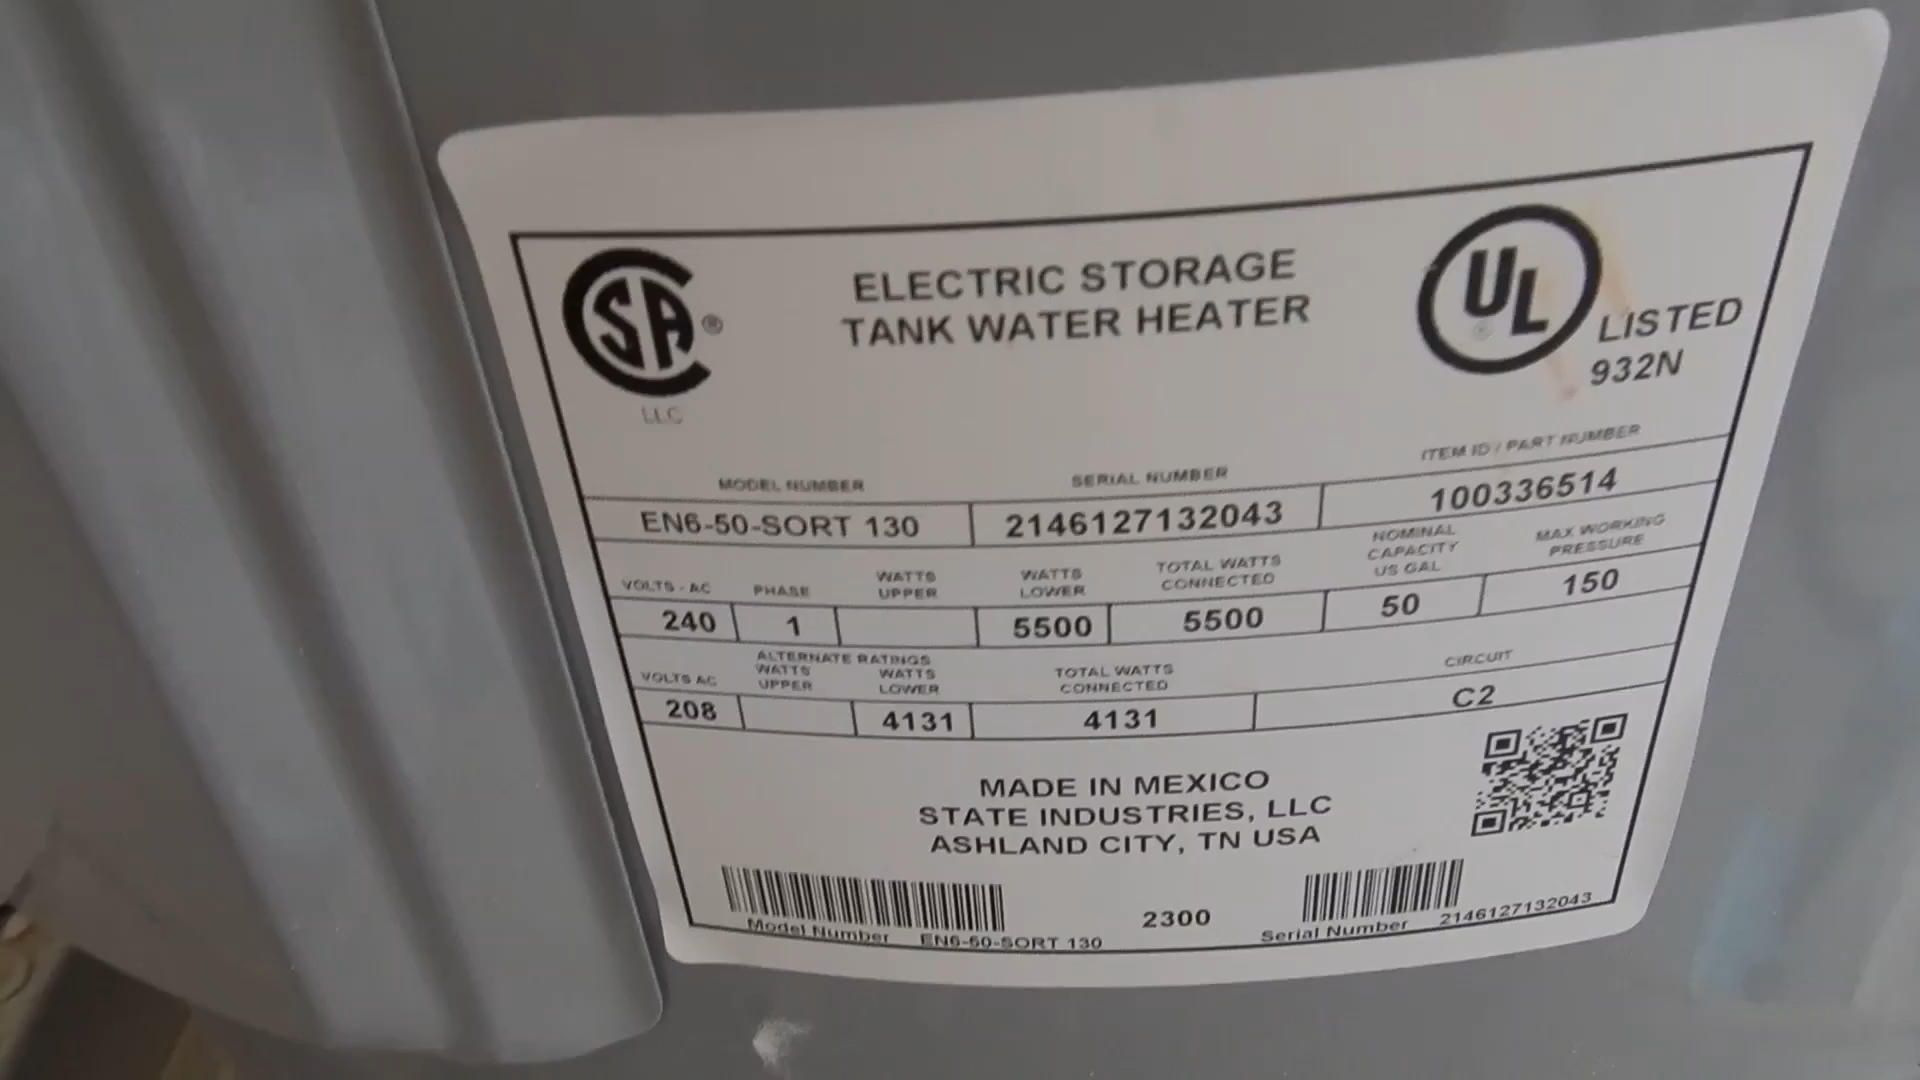 SA ®
LLC
ELECTRIC STORAGE
TANK WATER HEATER
UL ®
LISTED
932N
MODEL NUMBER SERIAL NUMBER ITEM ID / PART NUMBER
EN6-50-SORT 130 2146127132043 100336514
VOLTS - AC PHASE WATTS UPPER WATTS LOWER TOTAL WATTS CONNECTED NOMINAL CAPACITY US GAL MAX WORKING PRESSURE
240 1 5500 5500 50 150
ALTERNATE RATINGS
VOLTS AC WATTS UPPER WATTS LOWER TOTAL WATTS CONNECTED CIRCUIT
208 4131 4131 C2
MADE IN MEXICO
STATE INDUSTRIES, LLC
ASHLAND CITY, TN USA
Model Number EN6-50-SORT 130 2300 Serial Number 2146127132043